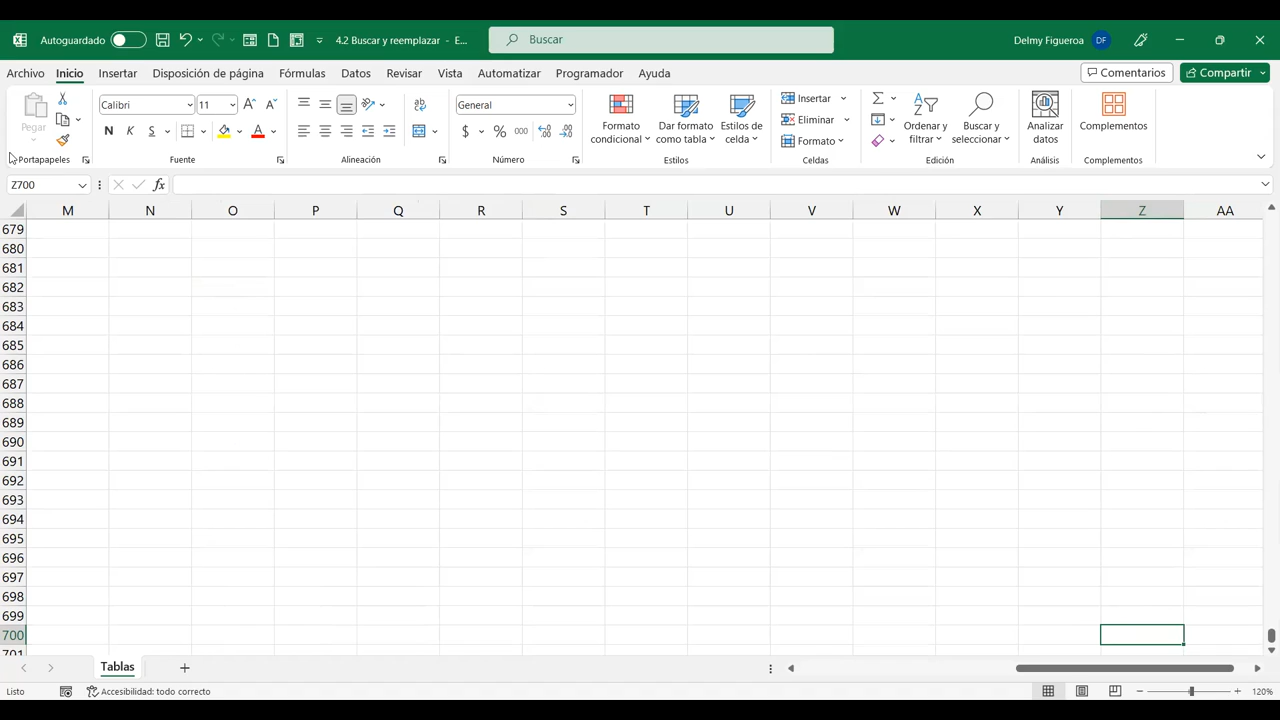 Autoguardado 4.2 Buscar y reemplazar - E... Buscar Delmy Figueroa DF
Archivo Inicio Insertar Disposición de página Fórmulas Datos Revisar Vista Automatizar Programador Ayuda Comentarios Compartir
Pegar
Portapapeles
Calibri 11
N K S
Fuente
Alineación
General
$ % 000
Número
Formato condicional
Dar formato como tabla
Estilos de celda
Estilos
Insertar
Eliminar
Formato
Celdas
Ordenar y filtrar
Buscar y seleccionar
Edición
Analizar datos
Análisis
Complementos
Complementos
Z700 fx
M N O P Q R S T U V W X Y Z AA
679
680
681
682
683
684
685
686
687
688
689
690
691
692
693
694
695
696
697
698
699
700
701
Tablas
Listo Accesibilidad: todo correcto 120%